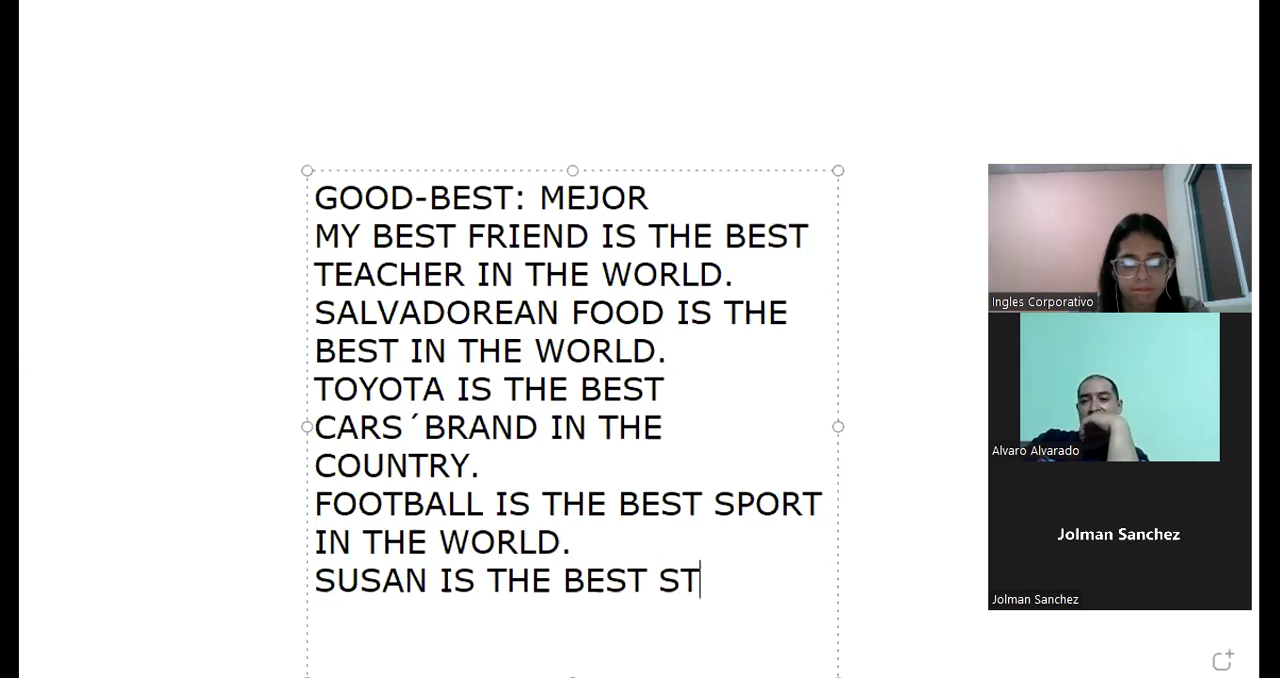 GOOD-BEST: MEJOR
MY BEST FRIEND IS THE BEST
TEACHER IN THE WORLD.
SALVADOREAN FOOD IS THE
BEST IN THE WORLD.
TOYOTA IS THE BEST
CARS´BRAND IN THE
COUNTRY.
FOOTBALL IS THE BEST SPORT
IN THE WORLD.
SUSAN IS THE BEST ST
Ingles Corporativo
Alvaro Alvarado
Jolman Sanchez
Jolman Sanchez